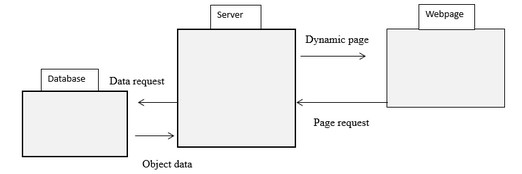 Server
Webpage
Dynamic page
Database
Data request
Page request
Object data